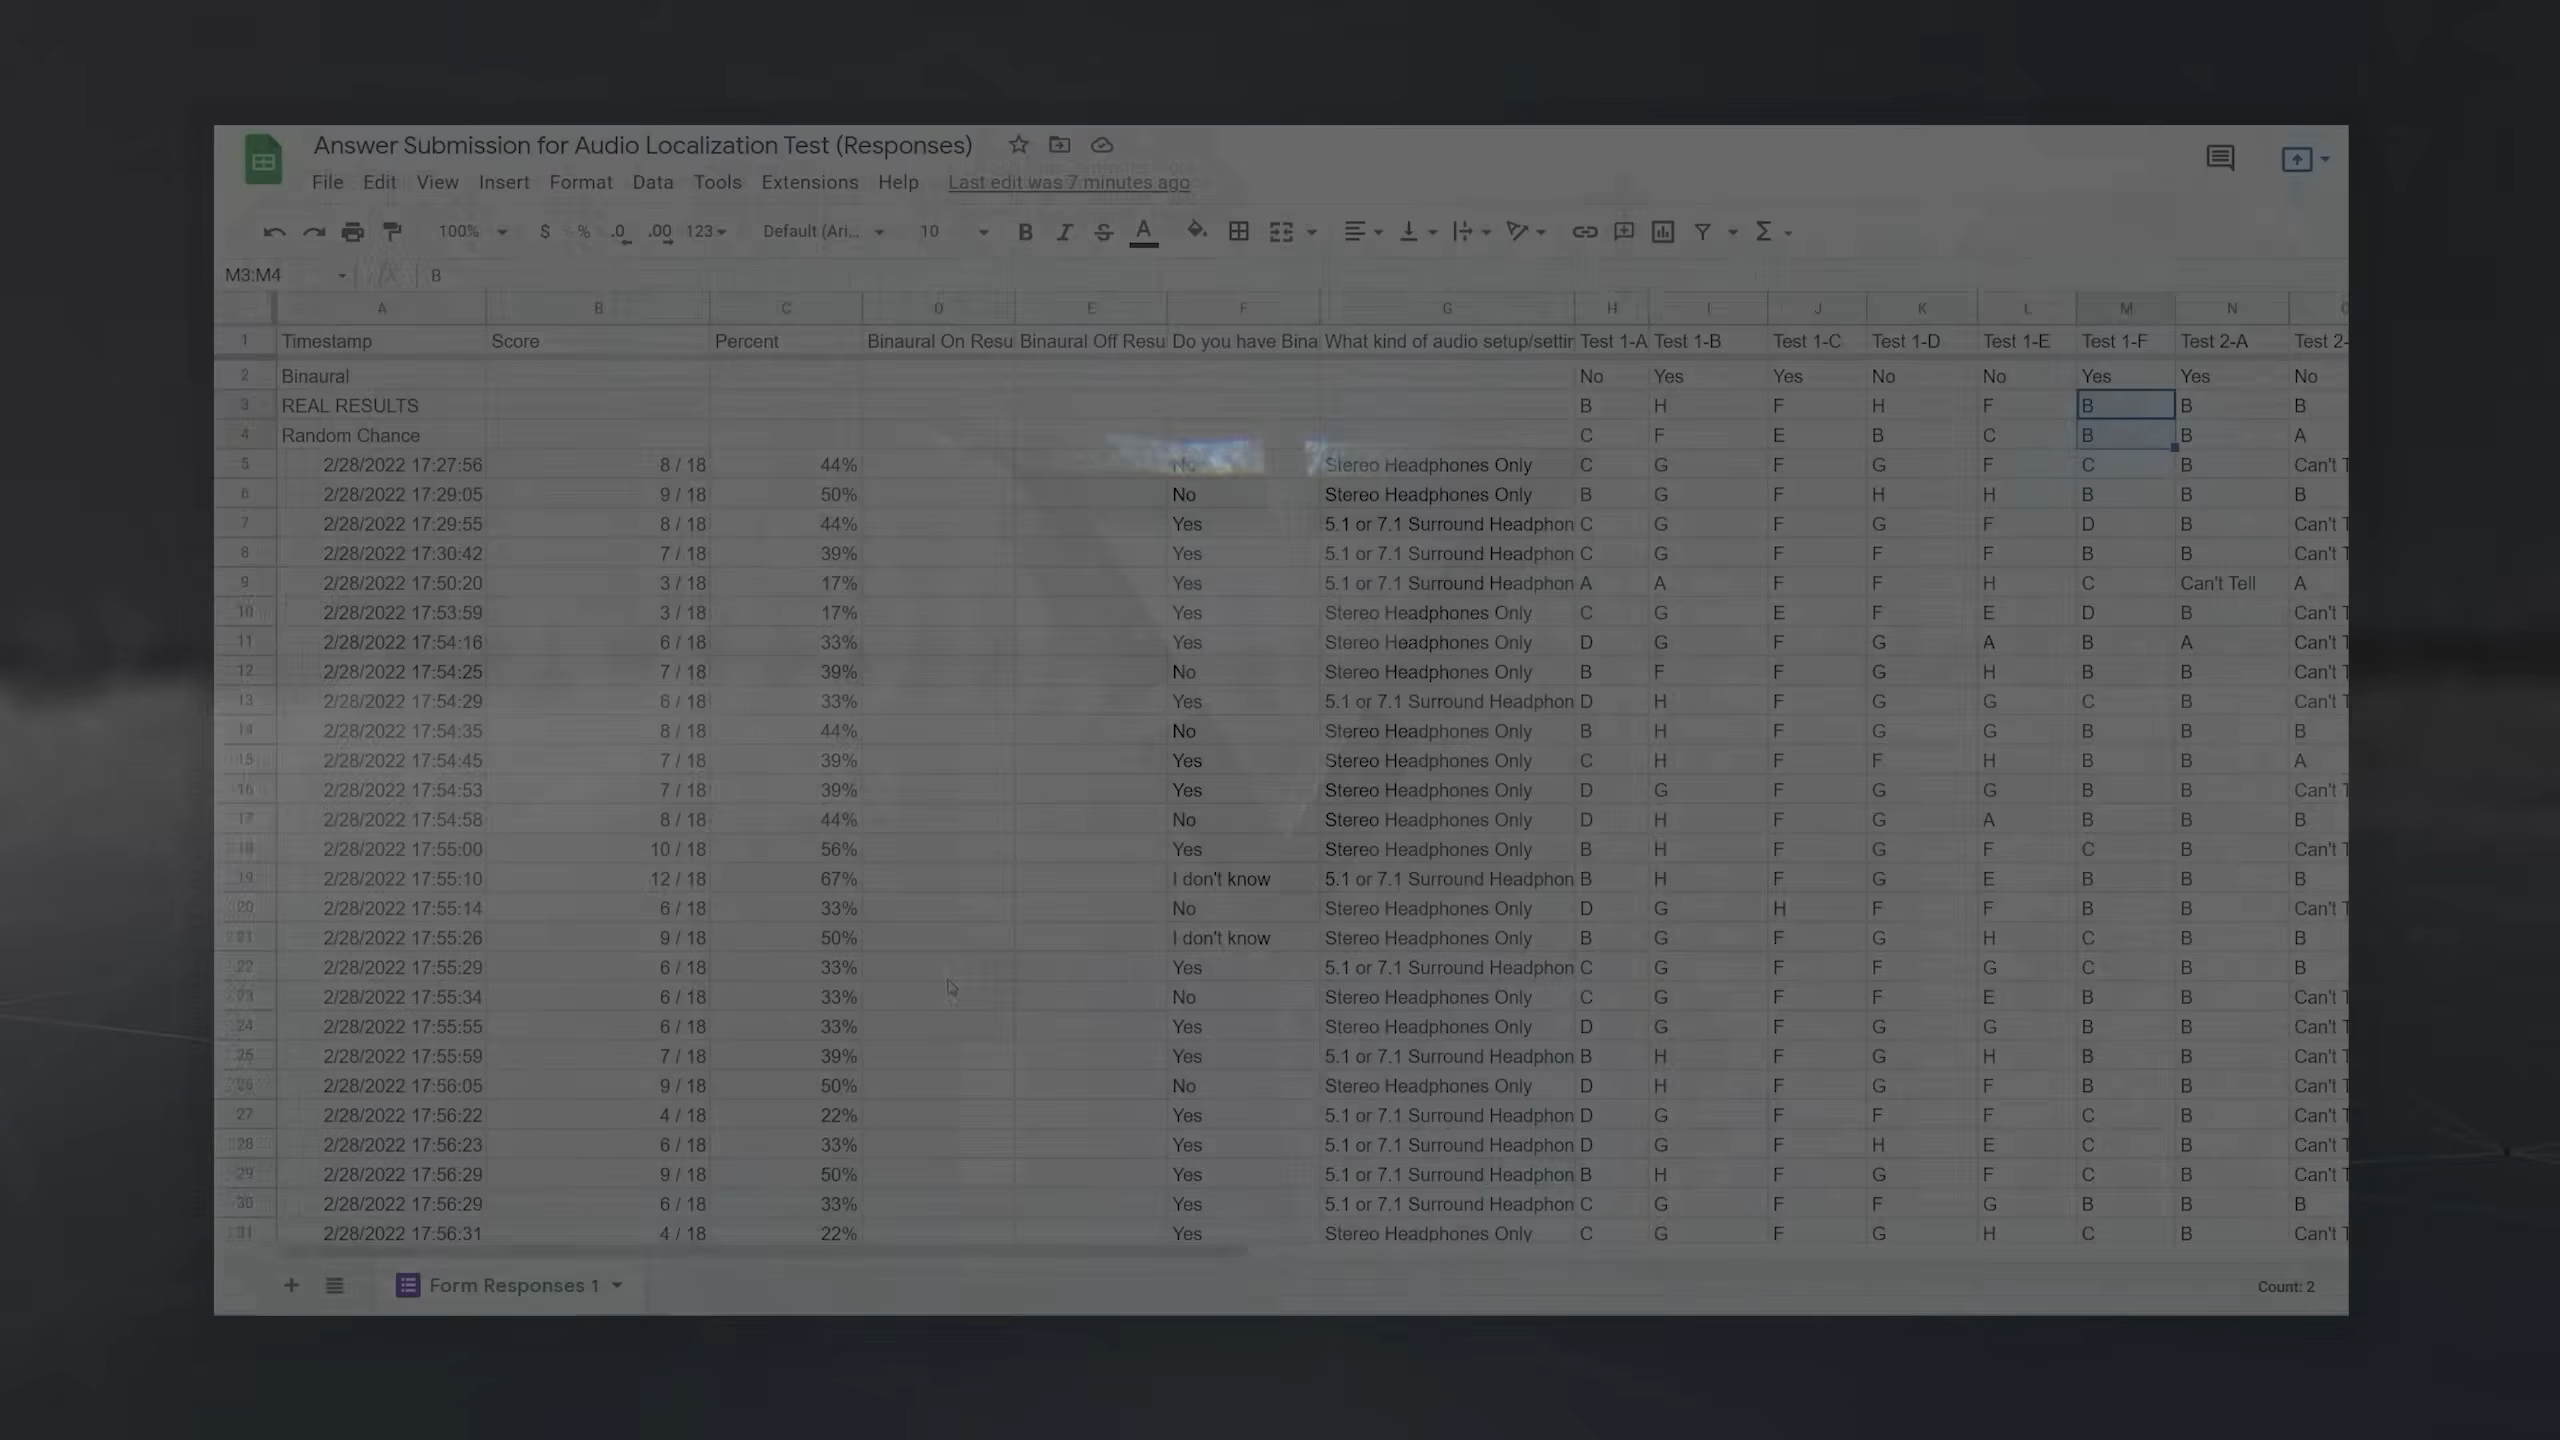 Answer Submission for Audio Localization Test (Responses)
File Edit View Insert Format Data Tools Extensions Help Last edit was 7 minutes ago
100% $ % .0 .00 123 Default (Ari... 10 B I S A
M3:M4 B
A B C D E F G H I J K L M N
1 Timestamp Score Percent Binaural On Resu Binaural Off Resu Do you have Bina What kind of audio setup/settir Test 1-A Test 1-B Test 1-C Test 1-D Test 1-E Test 1-F Test 2-A Test 2-
2 Binaural No Yes Yes No No Yes Yes No
3 REAL RESULTS B H F H F B B B
4 Random Chance C F E B C B B A
5 2/28/2022 17:27:56 8 / 18 44% No Stereo Headphones Only C G F G F C B Can't T
6 2/28/2022 17:29:05 9 / 18 50% No Stereo Headphones Only B G F H H B B B
7 2/28/2022 17:29:55 8 / 18 44% Yes 5.1 or 7.1 Surround Headphon C G F G F D B Can't T
8 2/28/2022 17:30:42 7 / 18 39% Yes 5.1 or 7.1 Surround Headphon C G F F F B B Can't T
9 2/28/2022 17:50:20 3 / 18 17% Yes 5.1 or 7.1 Surround Headphon A A F F H C Can't Tell A
10 2/28/2022 17:53:59 3 / 18 17% Yes Stereo Headphones Only C G E F E D B Can't T
11 2/28/2022 17:54:16 6 / 18 33% Yes Stereo Headphones Only D G F G A B A Can't T
12 2/28/2022 17:54:25 7 / 18 39% No Stereo Headphones Only B F F G H B B Can't T
13 2/28/2022 17:54:29 6 / 18 33% Yes 5.1 or 7.1 Surround Headphon D H F G G C B Can't T
14 2/28/2022 17:54:35 8 / 18 44% No Stereo Headphones Only B H F G G B B B
15 2/28/2022 17:54:45 7 / 18 39% Yes Stereo Headphones Only C H F F H B B A
16 2/28/2022 17:54:53 7 / 18 39% Yes Stereo Headphones Only D G F G G B B Can't T
17 2/28/2022 17:54:58 8 / 18 44% No Stereo Headphones Only D H F G A B B B
18 2/28/2022 17:55:00 10 / 18 56% Yes Stereo Headphones Only B H F G F C B Can't T
19 2/28/2022 17:55:10 12 / 18 67% I don't know 5.1 or 7.1 Surround Headphon B H F G E B B B
20 2/28/2022 17:55:14 6 / 18 33% No Stereo Headphones Only D G H F F B B Can't T
21 2/28/2022 17:55:26 9 / 18 50% I don't know Stereo Headphones Only B G F G H C B B
22 2/28/2022 17:55:29 6 / 18 33% Yes 5.1 or 7.1 Surround Headphon C G F F G C B B
23 2/28/2022 17:55:34 6 / 18 33% No Stereo Headphones Only C G F F E B B Can't T
24 2/28/2022 17:55:55 6 / 18 33% Yes Stereo Headphones Only D G F G G B B Can't T
25 2/28/2022 17:55:59 7 / 18 39% Yes 5.1 or 7.1 Surround Headphon B H F G H B B Can't T
26 2/28/2022 17:56:05 9 / 18 50% No Stereo Headphones Only D H F G F B B Can't T
27 2/28/2022 17:56:22 4 / 18 22% Yes 5.1 or 7.1 Surround Headphon D G F F F C B Can't T
28 2/28/2022 17:56:23 6 / 18 33% Yes 5.1 or 7.1 Surround Headphon D G F H E C B Can't T
29 2/28/2022 17:56:29 9 / 18 50% Yes 5.1 or 7.1 Surround Headphon B H F G F C B Can't T
30 2/28/2022 17:56:29 6 / 18 33% Yes 5.1 or 7.1 Surround Headphon C G F F G B B B
31 2/28/2022 17:56:31 4 / 18 22% Yes Stereo Headphones Only C G F G H C B Can't T
Form Responses 1 Count: 2